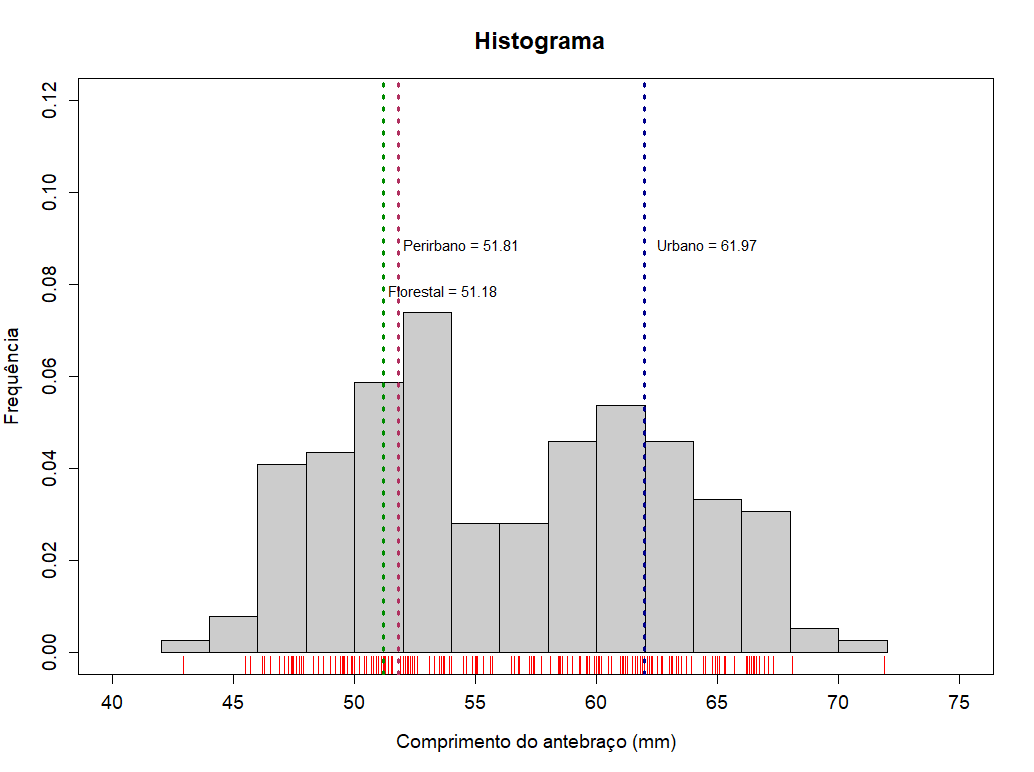 Histograma
Frequência
0.12
0.10
0.08
0.06
0.04
0.02
0.00
Perirbano = 51.81
Urbano = 61.97
Florestal = 51.18
40 45 50 55 60 65 70 75
Comprimento do antebraço (mm)